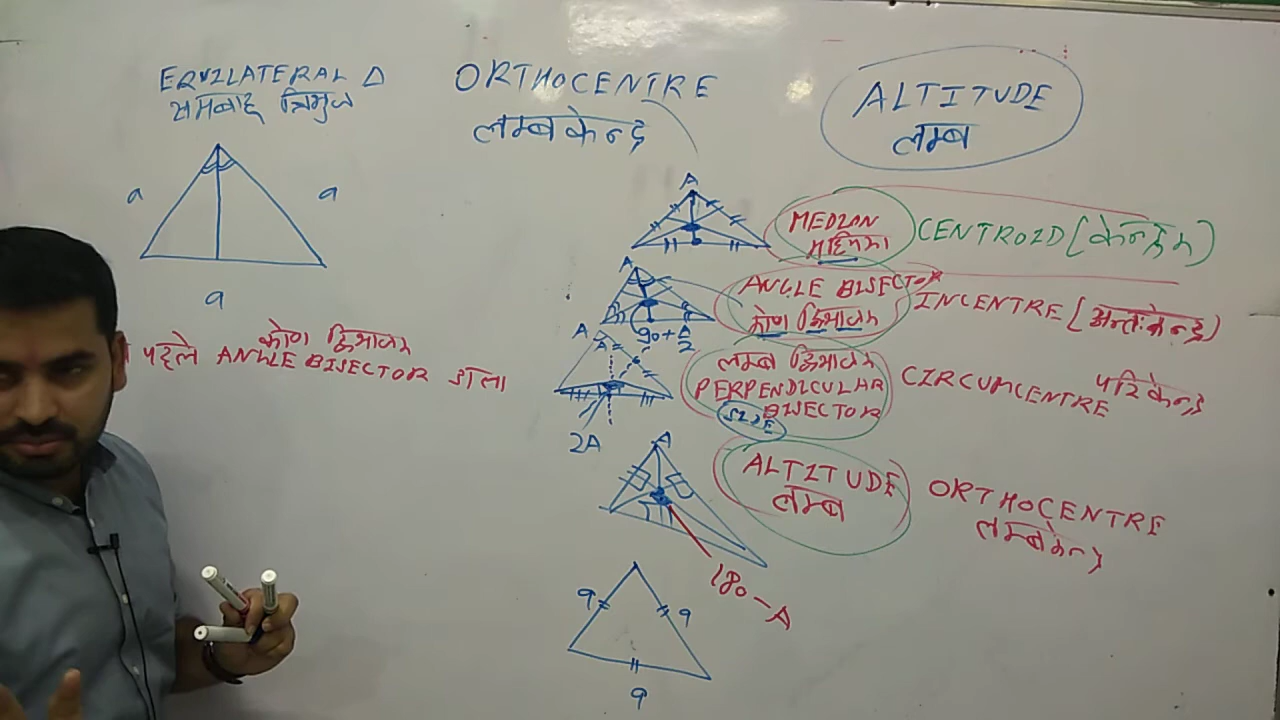 EQUILATERAL Δ
समबाहु त्रिभुज
a
a
a
पहले कोण द्विभाजक
ANGLE BISECTOR डाला
ORTHOCENTRE
लम्बकेन्द्र
ALTITUDE
लम्ब
A
MEDIAN
माध्यिका
CENTROID (केन्द्रक)
A
90+A/2
ANGLE BISECTOR
कोण द्विभाजक
INCENTRE (अन्तःकेन्द्र)
A
A
2A
लम्ब द्विभाजक
PERPENDICULAR
BISECTOR
SIDE
CIRCUMCENTRE परिकेन्द्र
A
ALTITUDE
लम्ब
ORTHOCENTRE
लम्बकेन्द्र
180-A
a
a
a